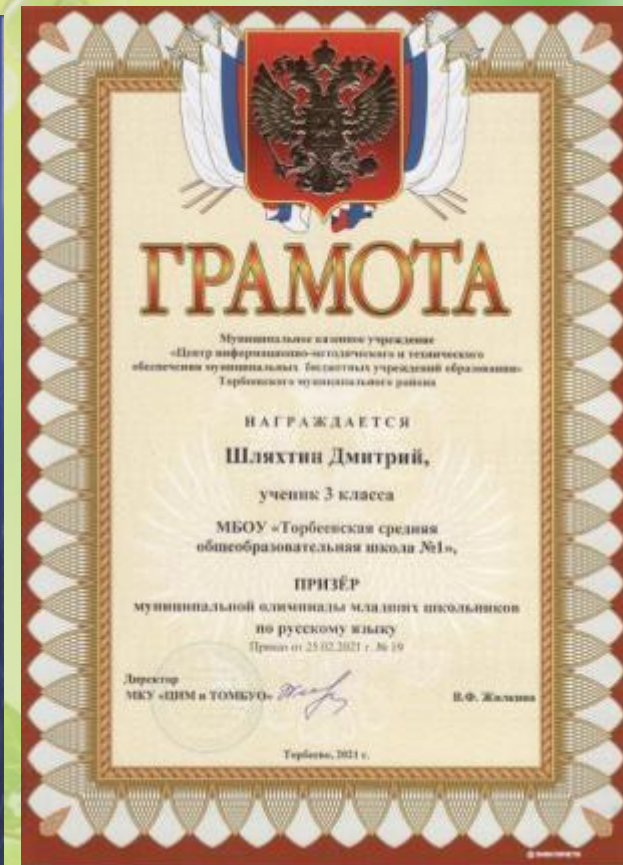 ГРАМОТА
Муниципальное казенное учреждение
«Центр информационно-методического и технического
обеспечения муниципальных бюджетных учреждений образования»
Торбеевского муниципального района
НАГРАЖДАЕТСЯ
Шляхтин Дмитрий,
ученик 3 класса
МБОУ «Торбеевская средняя
общеобразовательная школа №1»,
ПРИЗЁР
муниципальной олимпиады младших школьников
по русскому языку
Приказ от 25.02.2021 г. № 19
Директор
МКУ «ЦИМ и ТОМБУО» В.Ф. Жалкина
Торбеево, 2021 г.